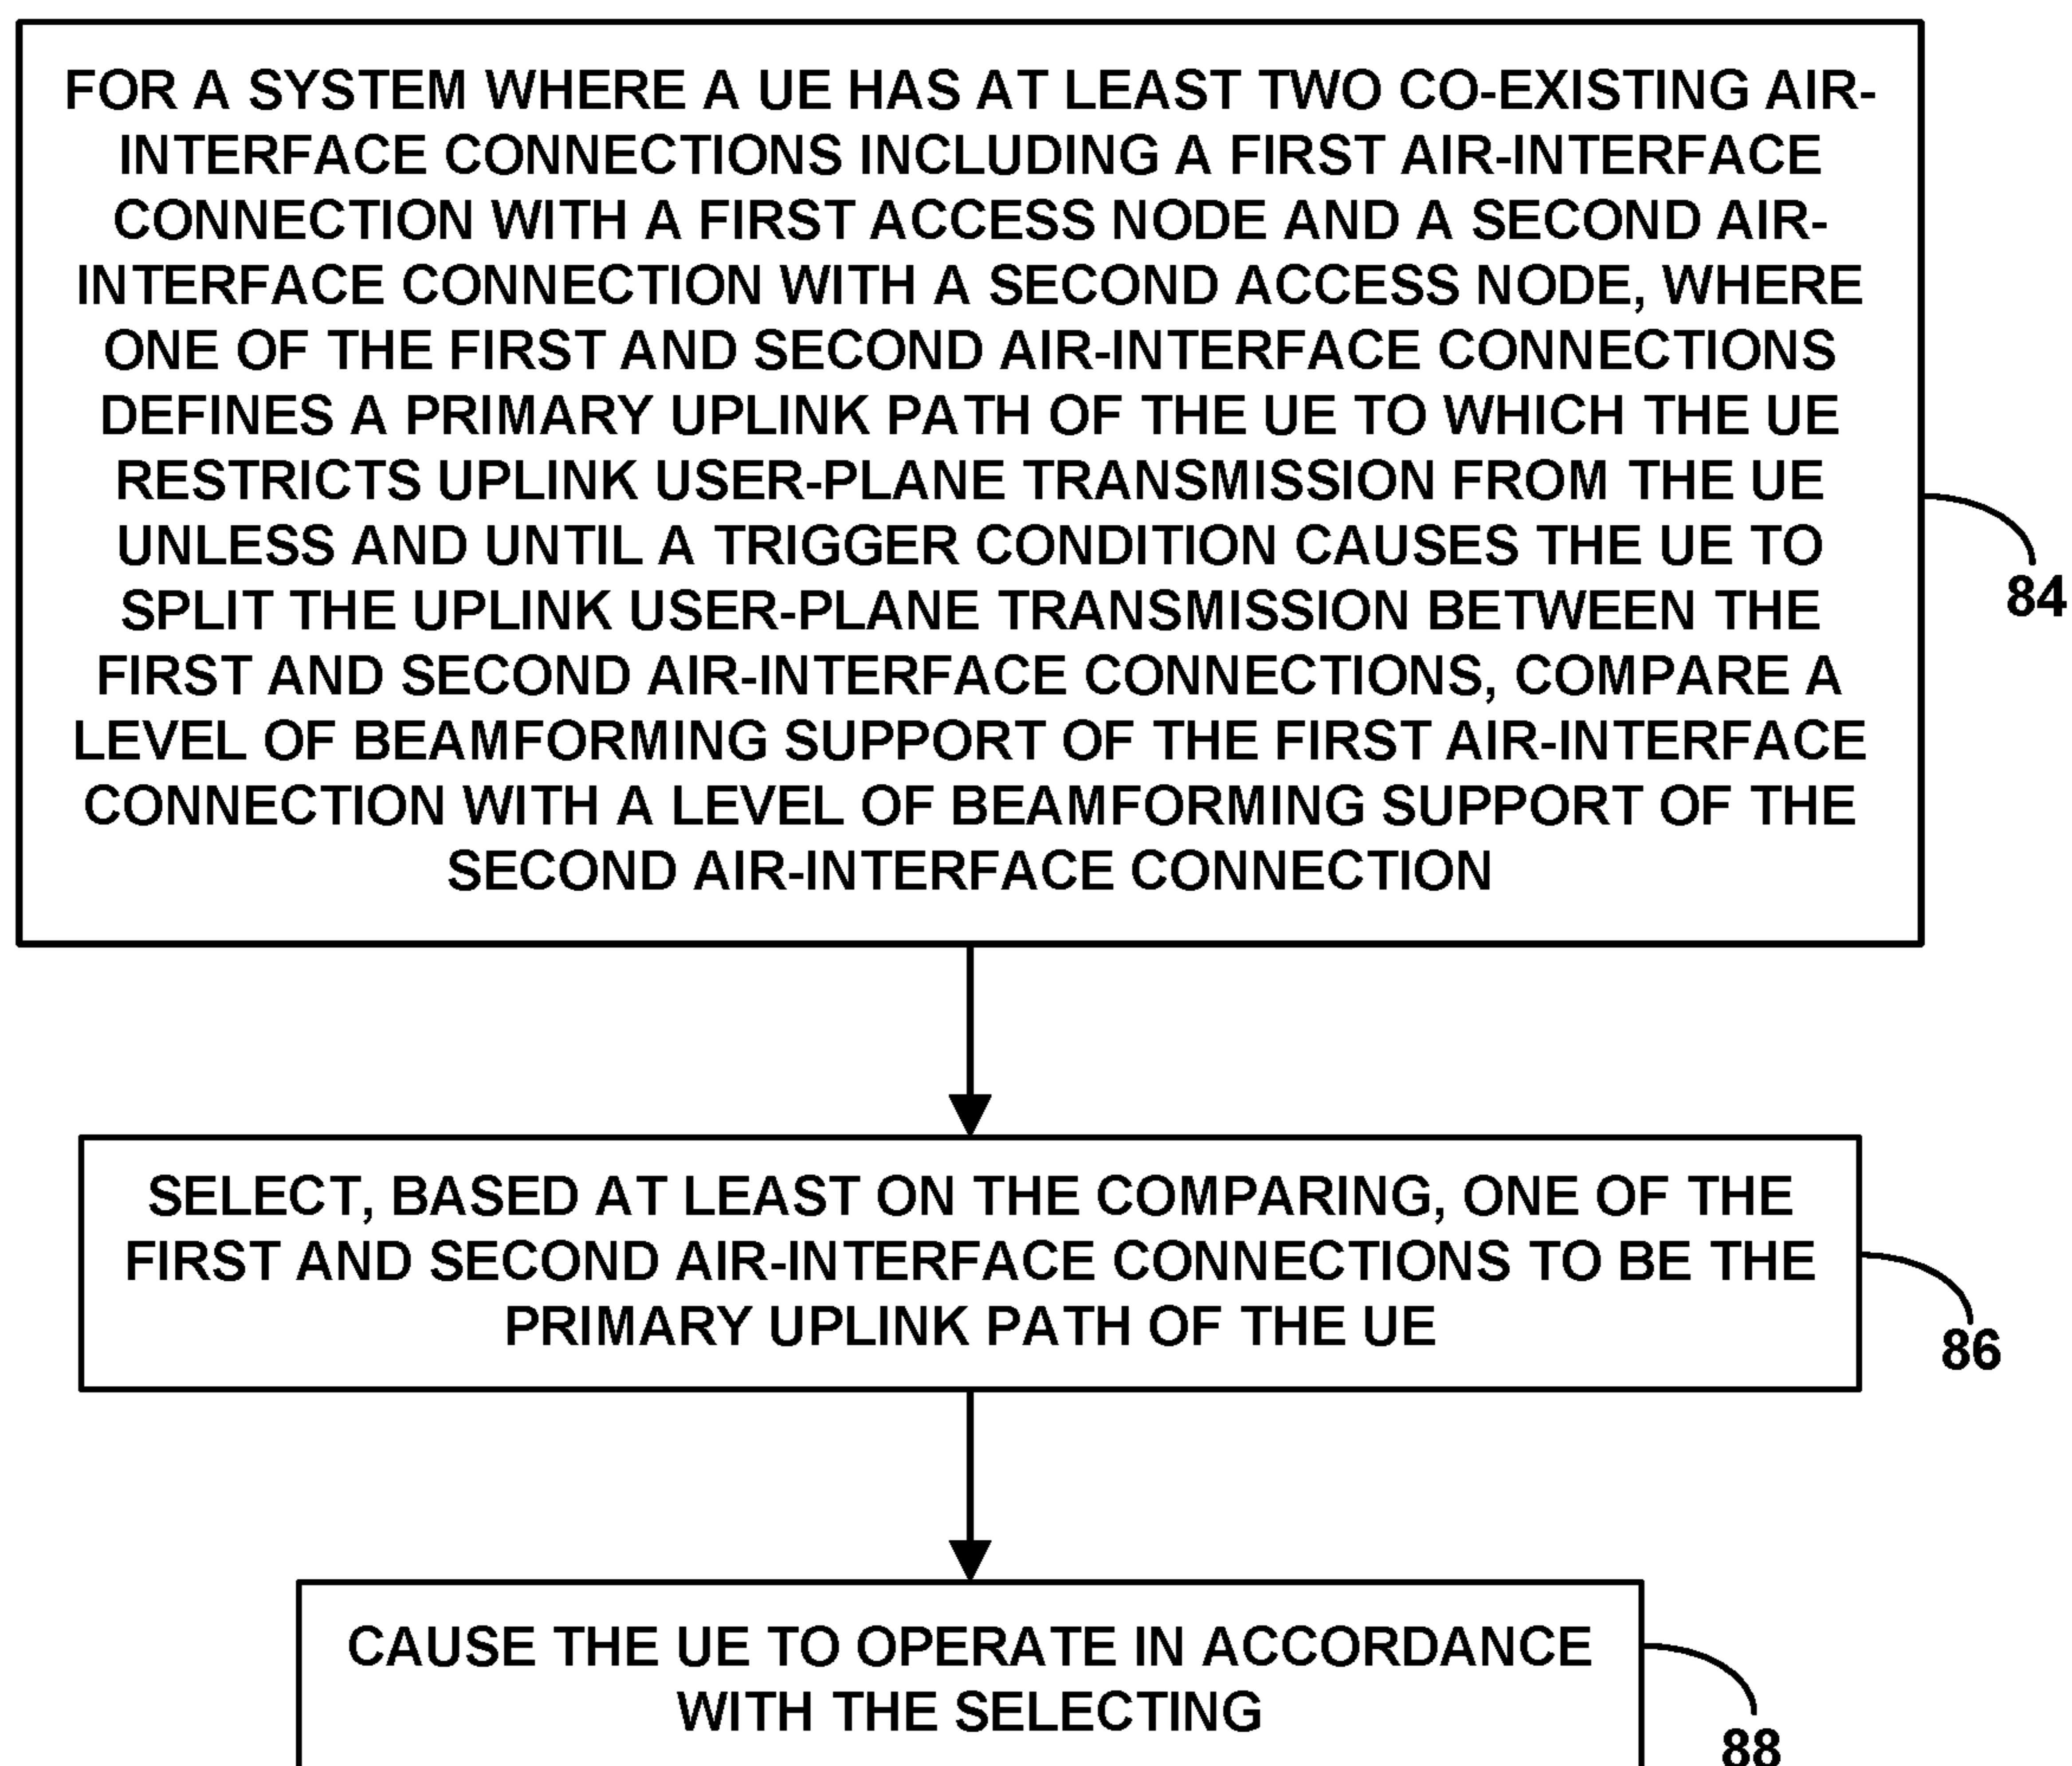 FOR A SYSTEM WHERE A UE HAS AT LEAST TWO CO-EXISTING AIR-
INTERFACE CONNECTIONS INCLUDING A FIRST AIR-INTERFACE
CONNECTION WITH A FIRST ACCESS NODE AND A SECOND AIR-
INTERFACE CONNECTION WITH A SECOND ACCESS NODE, WHERE
ONE OF THE FIRST AND SECOND AIR-INTERFACE CONNECTIONS
DEFINES A PRIMARY UPLINK PATH OF THE UE TO WHICH THE UE
RESTRICTS UPLINK USER-PLANE TRANSMISSION FROM THE UE
UNLESS AND UNTIL A TRIGGER CONDITION CAUSES THE UE TO
SPLIT THE UPLINK USER-PLANE TRANSMISSION BETWEEN THE
FIRST AND SECOND AIR-INTERFACE CONNECTIONS, COMPARE A
LEVEL OF BEAMFORMING SUPPORT OF THE FIRST AIR-INTERFACE
CONNECTION WITH A LEVEL OF BEAMFORMING SUPPORT OF THE
SECOND AIR-INTERFACE CONNECTION
84
SELECT, BASED AT LEAST ON THE COMPARING, ONE OF THE
FIRST AND SECOND AIR-INTERFACE CONNECTIONS TO BE THE
PRIMARY UPLINK PATH OF THE UE
86
CAUSE THE UE TO OPERATE IN ACCORDANCE
WITH THE SELECTING
88